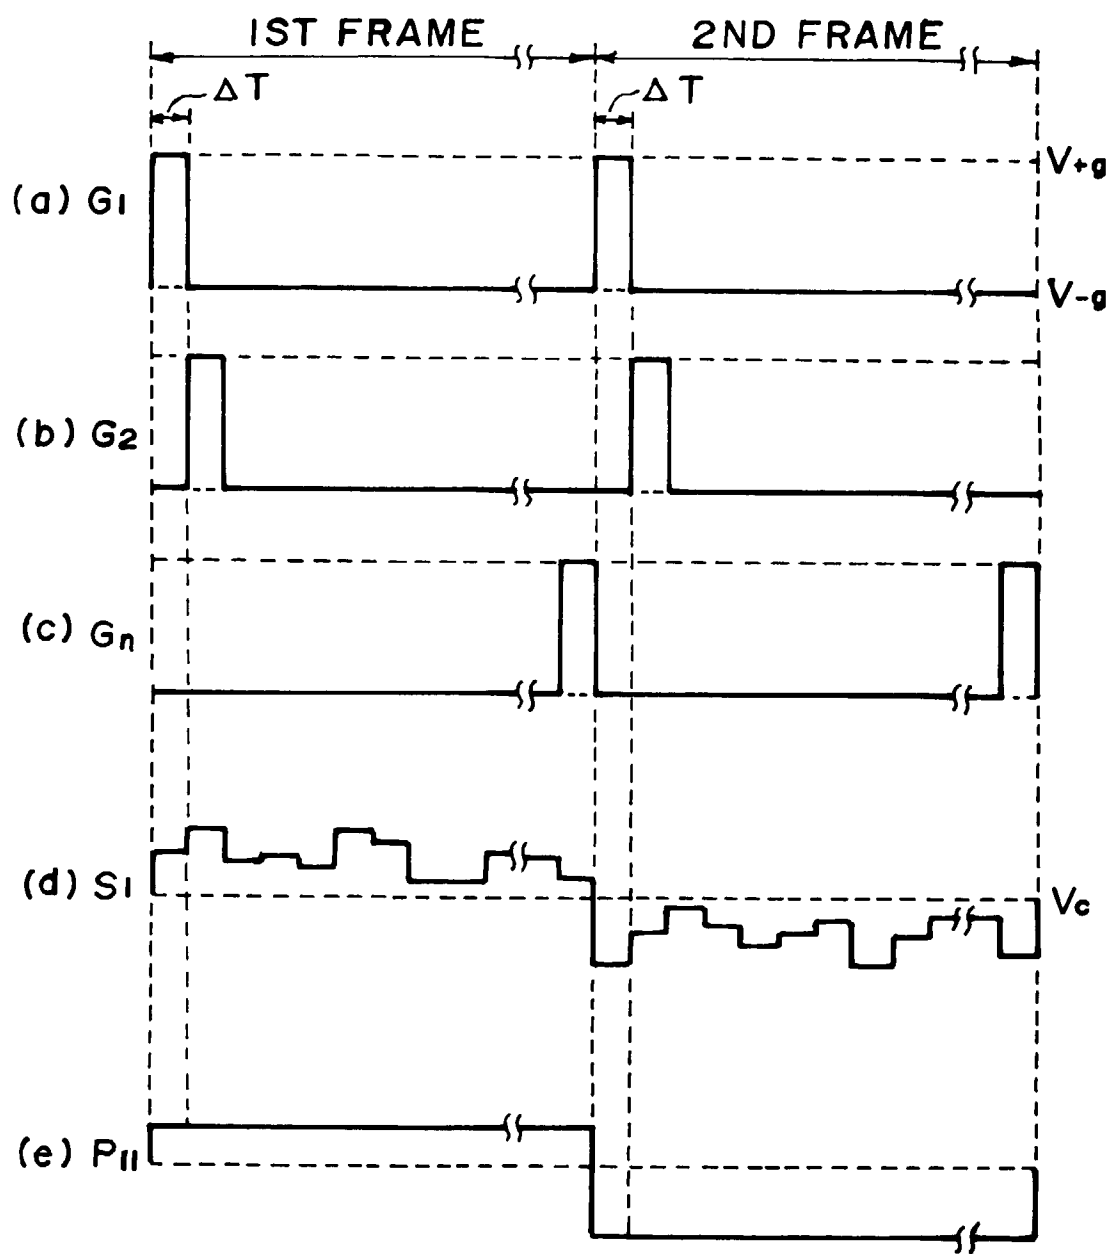 1ST FRAME 2ND FRAME
ΔT ΔT
(a) G1 V+g
V-g
(b) G2
(c) Gn
(d) S1 Vc
(e) P11